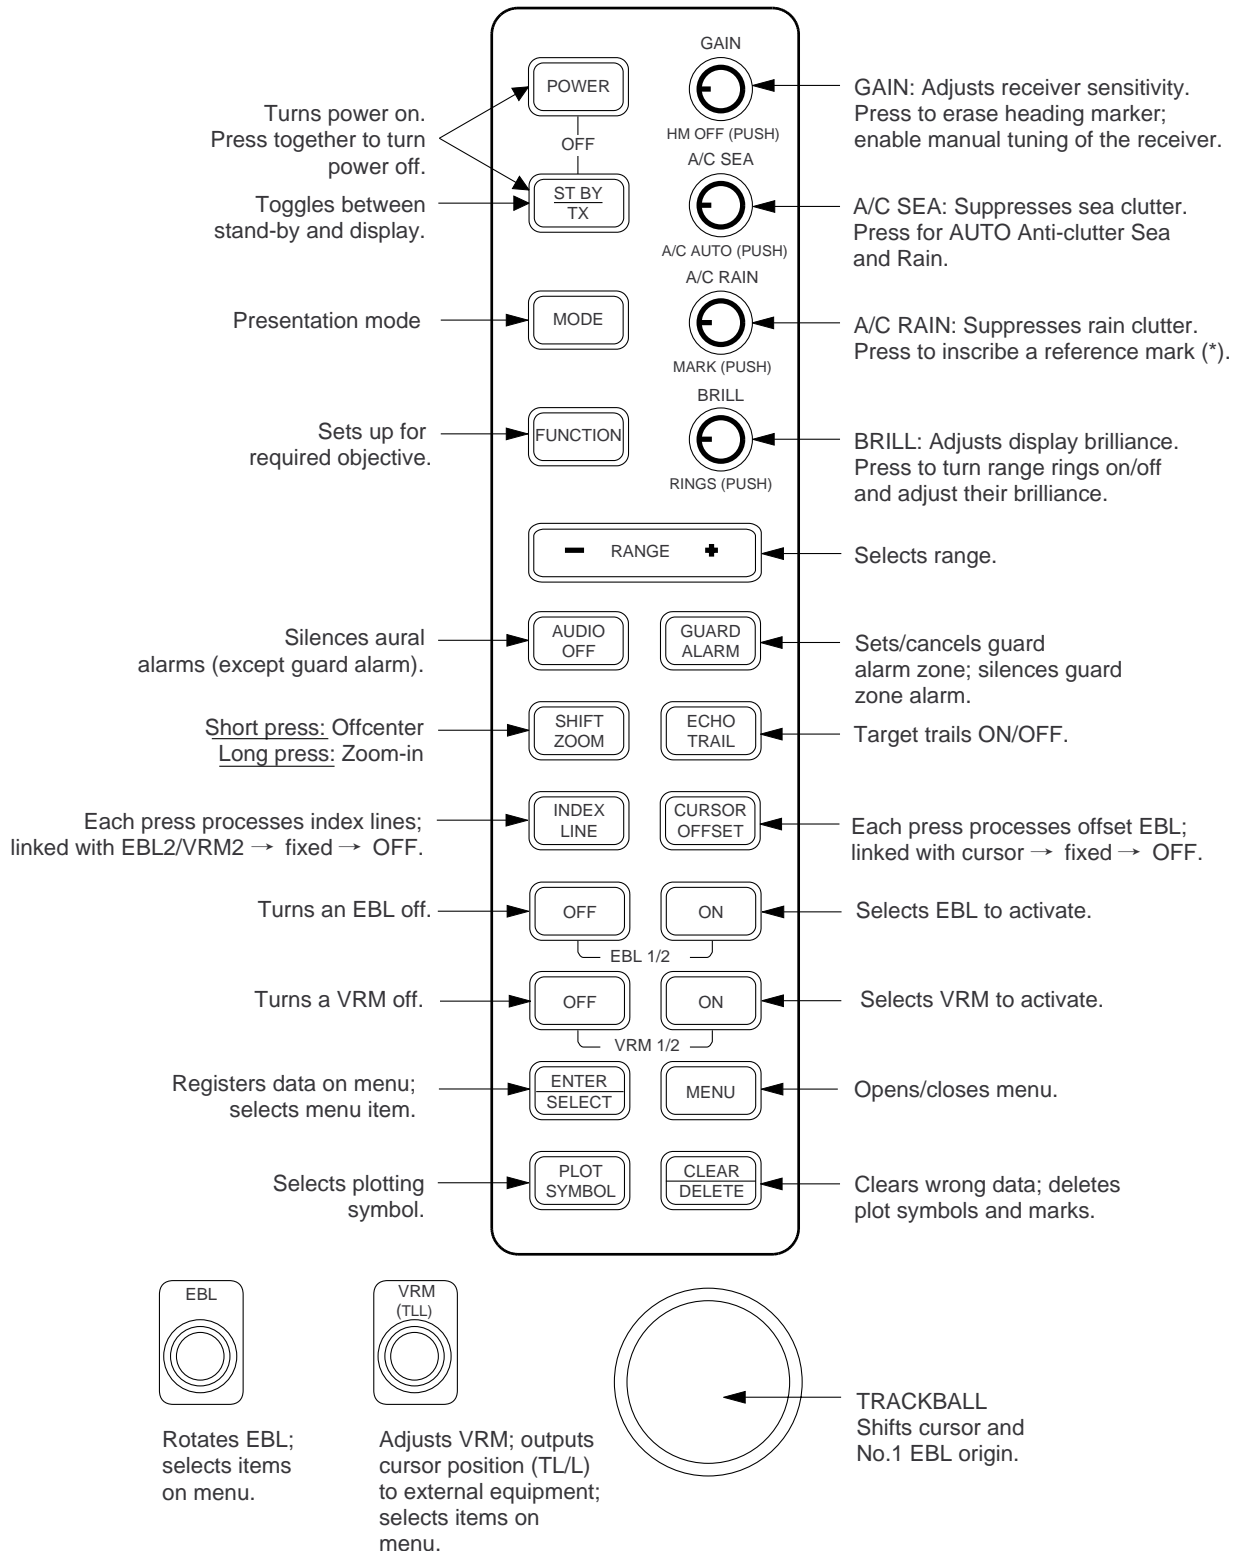 GAIN
POWER
GAIN: Adjusts receiver sensitivity.
Press to erase heading marker;
enable manual tuning of the receiver.
Turns power on.
Press together to turn
power off.
OFF
HM OFF (PUSH)
A/C SEA
ST BY
TX
Toggles between
stand-by and display.
A/C SEA: Suppresses sea clutter.
Press for AUTO Anti-clutter Sea
and Rain.
A/C AUTO (PUSH)
A/C RAIN
Presentation mode
MODE
A/C RAIN: Suppresses rain clutter.
Press to inscribe a reference mark (*).
MARK (PUSH)
BRILL
Sets up for
required objective.
FUNCTION
BRILL: Adjusts display brilliance.
Press to turn range rings on/off
and adjust their brilliance.
RINGS (PUSH)
− RANGE +
Selects range.
Silences aural
alarms (except guard alarm).
AUDIO
OFF
GUARD
ALARM
Sets/cancels guard
alarm zone; silences guard
zone alarm.
Short press: Offcenter
Long press: Zoom-in
SHIFT
ZOOM
ECHO
TRAIL
Target trails ON/OFF.
Each press processes index lines;
linked with EBL2/VRM2 → fixed → OFF.
INDEX
LINE
CURSOR
OFFSET
Each press processes offset EBL;
linked with cursor → fixed → OFF.
Turns an EBL off.
OFF
ON
Selects EBL to activate.
EBL 1/2
Turns a VRM off.
OFF
ON
Selects VRM to activate.
VRM 1/2
Registers data on menu;
selects menu item.
ENTER
SELECT
MENU
Opens/closes menu.
Selects plotting
symbol.
PLOT
SYMBOL
CLEAR
DELETE
Clears wrong data; deletes
plot symbols and marks.
EBL
VRM
(TLL)
Rotates EBL;
selects items
on menu.
Adjusts VRM; outputs
cursor position (TL/L)
to external equipment;
selects items on
menu.
TRACKBALL
Shifts cursor and
No.1 EBL origin.